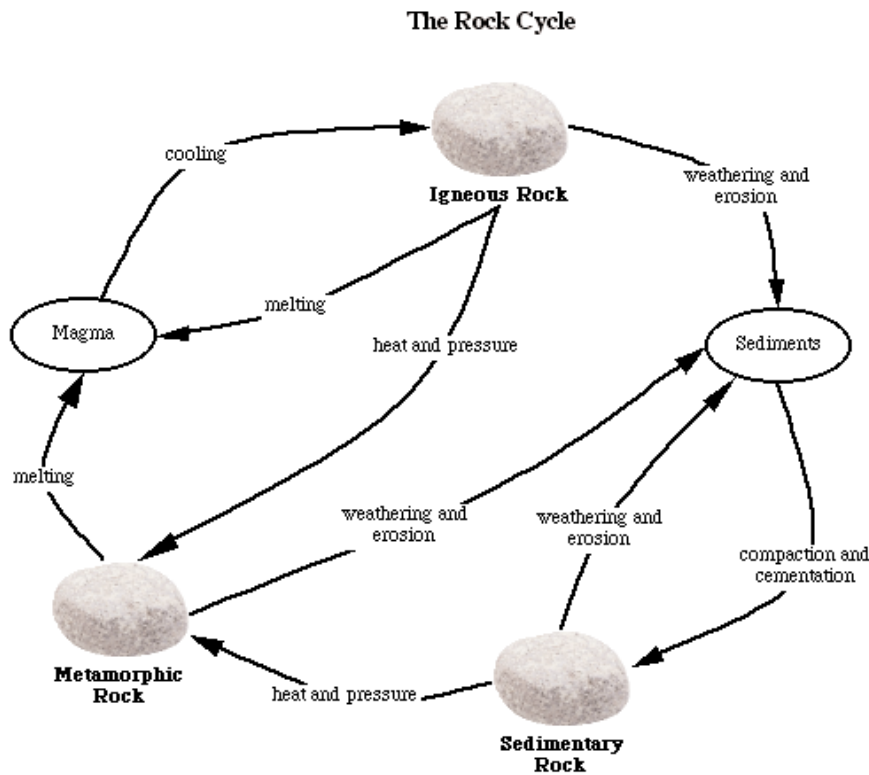 The Rock Cycle
cooling
Igneous Rock
weathering and
erosion
melting
Magma
heat and pressure
Sediments
melting
weathering and
erosion
weathering and
erosion
compaction and
cementation
Metamorphic
Rock
heat and pressure
Sedimentary
Rock